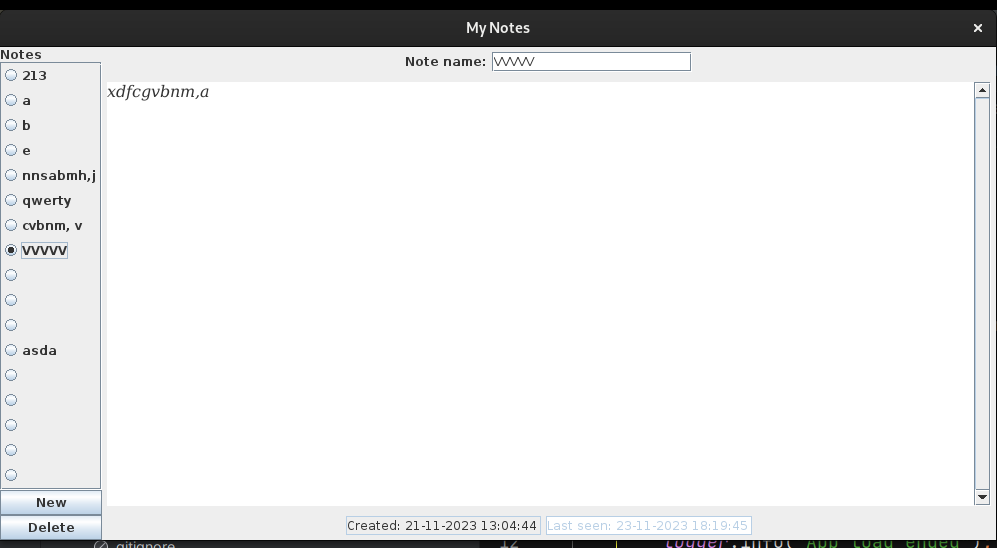 My Notes
Notes
Note name: VVVVV
213
a
b
e
nnsabmh,j
qwerty
cvbnm, v
VVVVV
asda
xdfcgvbnm,a
New
Delete
Created: 21-11-2023 13:04:44
Last seen: 23-11-2023 18:19:45
.gitignore
12
logger.info("App load ended");